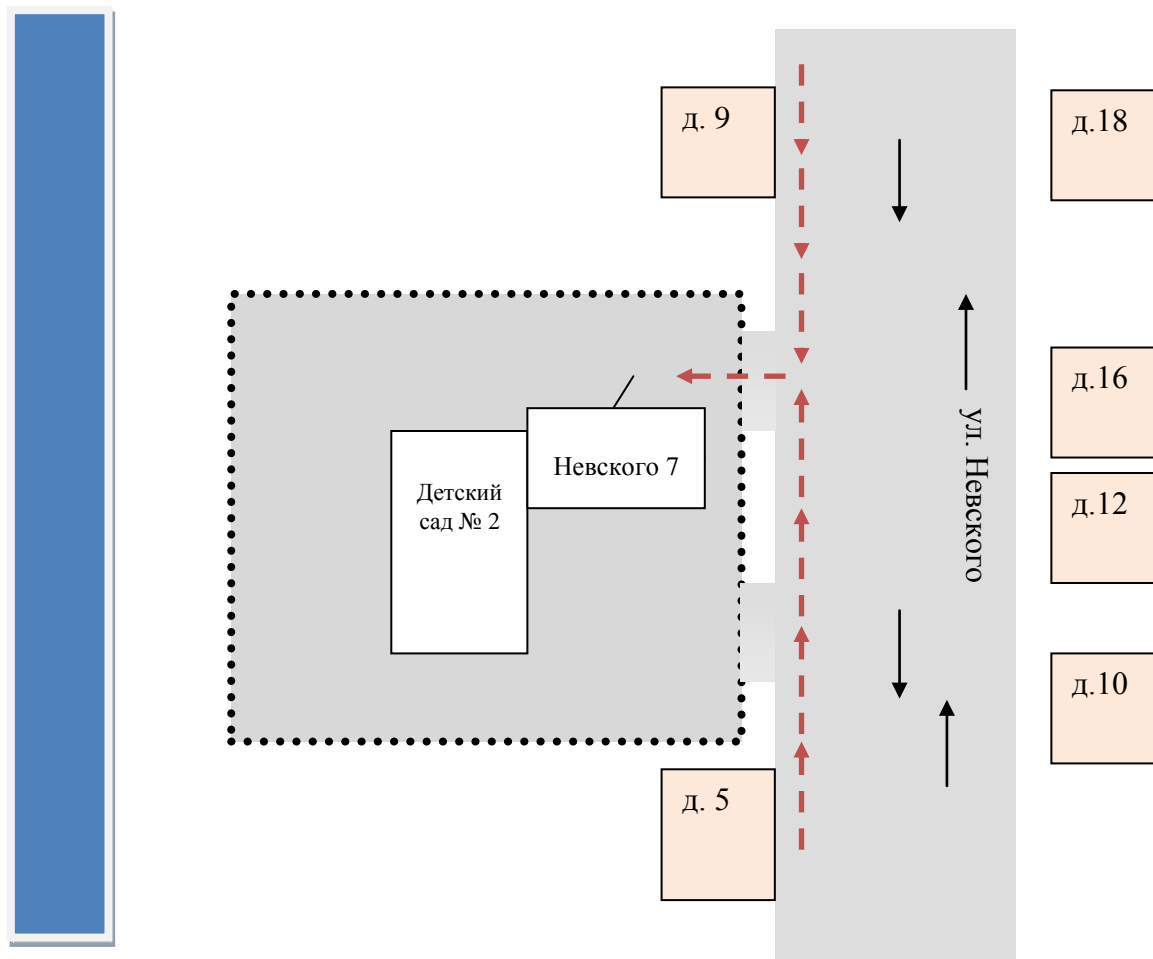 д. 9
д.18
д.16
ул. Невского
Невского 7
Детский
сад № 2
д.12
д.10
д. 5